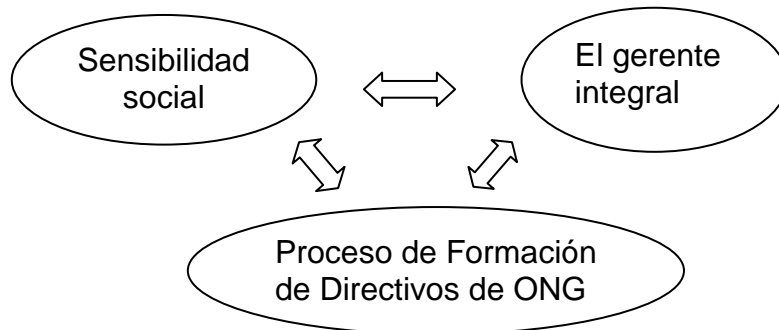 Sensibilidad
social
El gerente
integral
Proceso de Formación
de Directivos de ONG